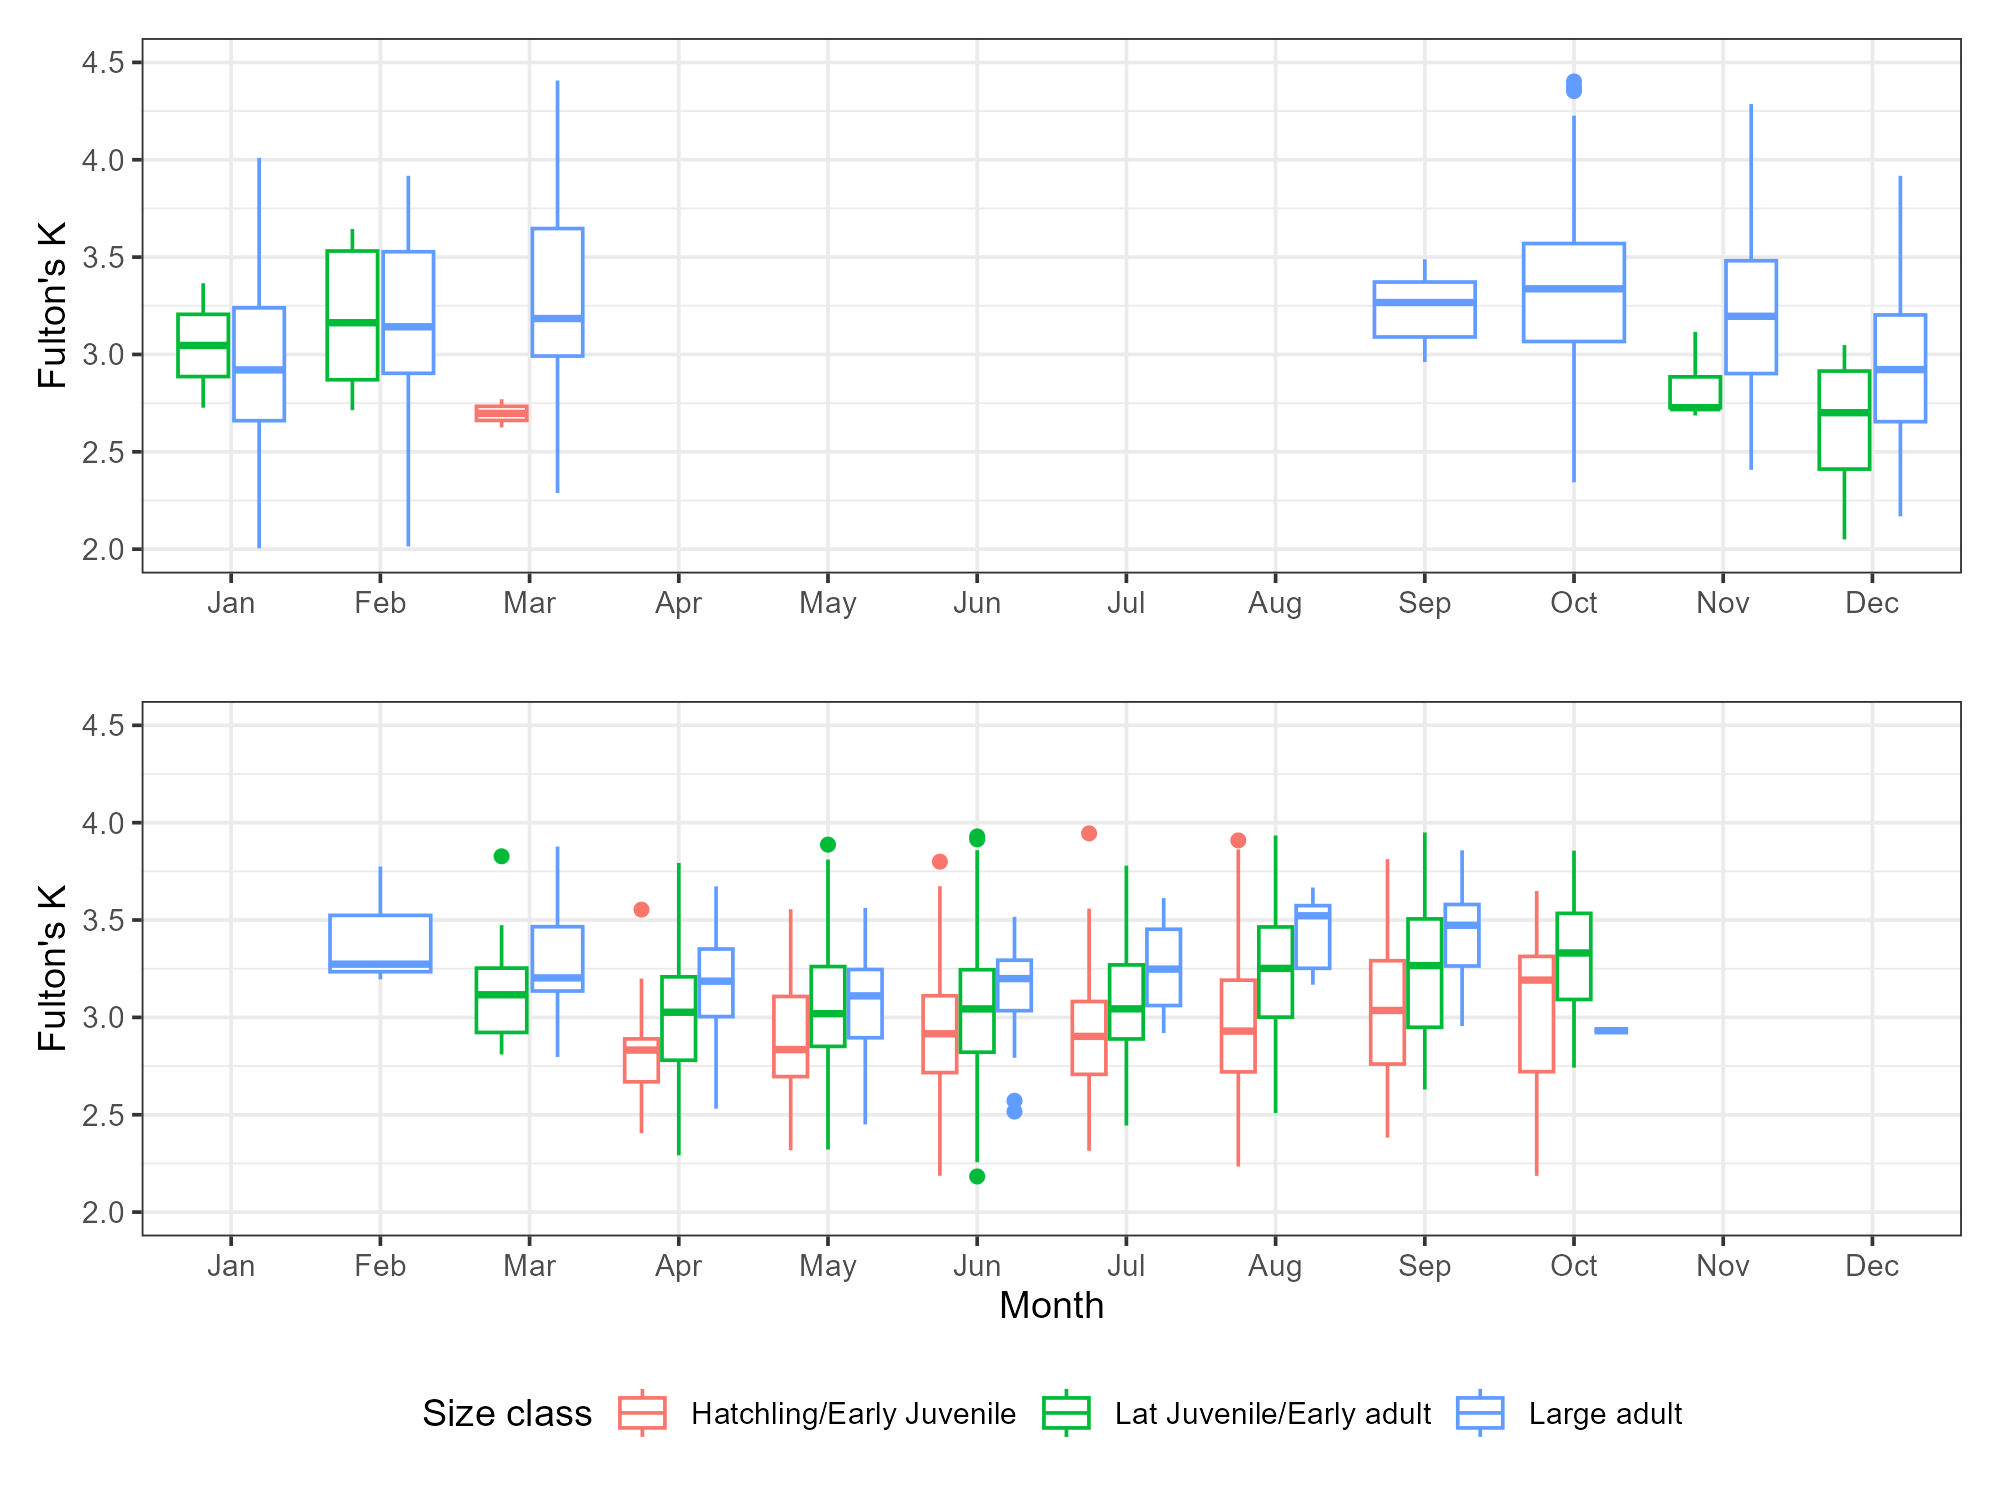 4.5
4.0
3.5
3.0
2.5
2.0
Fulton's K
Jan Feb Mar Apr May Jun Jul Aug Sep Oct Nov Dec
4.5
4.0
3.5
3.0
2.5
2.0
Fulton's K
Jan Feb Mar Apr May Jun Jul Aug Sep Oct Nov Dec
Month
Size class Hatchling/Early Juvenile Lat Juvenile/Early adult Large adult